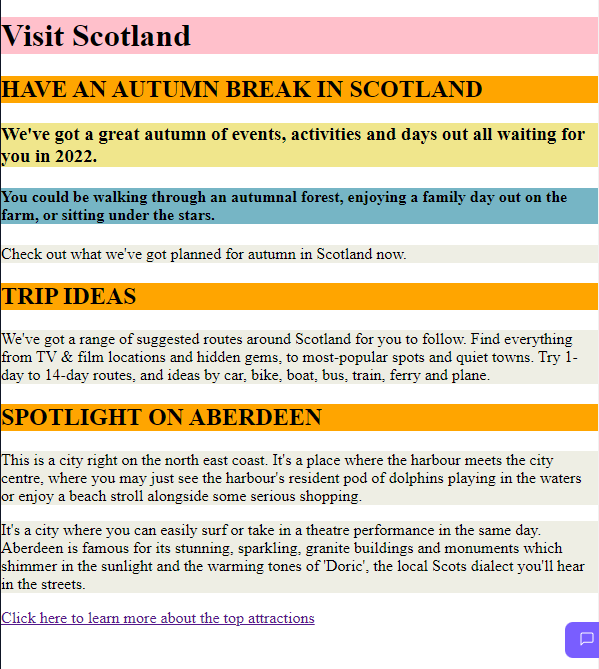 Visit Scotland
HAVE AN AUTUMN BREAK IN SCOTLAND
We've got a great autumn of events, activities and days out all waiting for
you in 2022.
You could be walking through an autumnal forest, enjoying a family day out on the
farm, or sitting under the stars.
Check out what we've got planned for autumn in Scotland now.
TRIP IDEAS
We've got a range of suggested routes around Scotland for you to follow. Find everything
from TV & film locations and hidden gems, to most-popular spots and quiet towns. Try 1-
day to 14-day routes, and ideas by car, bike, boat, bus, train, ferry and plane.
SPOTLIGHT ON ABERDEEN
This is a city right on the north east coast. It's a place where the harbour meets the city
centre, where you may just see the harbour's resident pod of dolphins playing in the waters
or enjoy a beach stroll alongside some serious shopping.
It's a city where you can easily surf or take in a theatre performance in the same day.
Aberdeen is famous for its stunning, sparkling, granite buildings and monuments which
shimmer in the sunlight and the warming tones of 'Doric', the local Scots dialect you'll hear
in the streets.
Click here to learn more about the top attractions